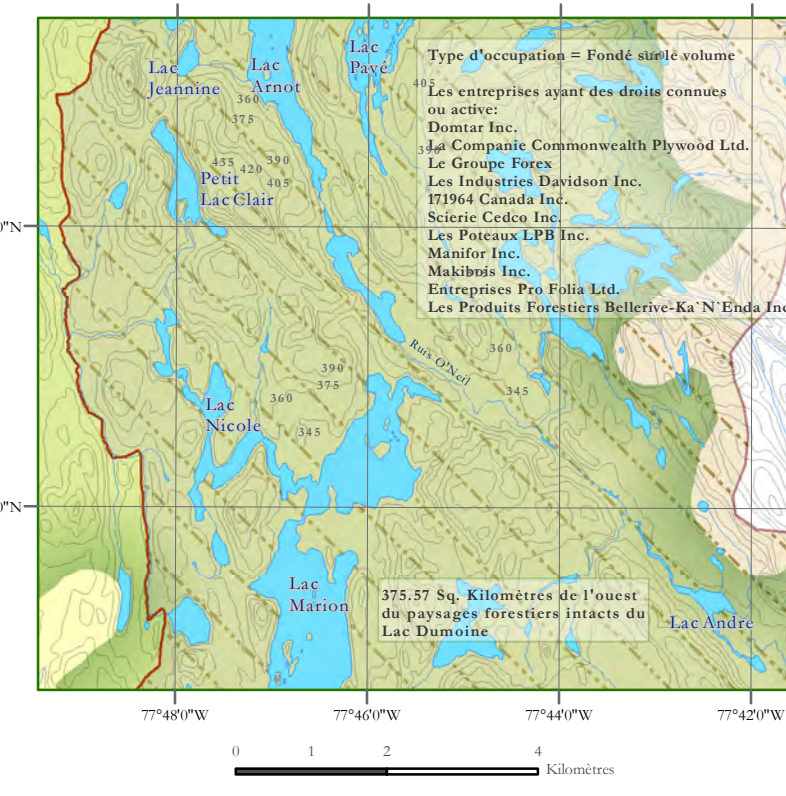 Lac
Jeannine
Lac
Arnot
Lac
Pavé
Type d'occupation = Fondé sur le volume
360
Les entreprises ayant des droits connues
ou active:
Domtar Inc.
La Companie Commonwealth Plywood Ltd.
Le Groupe Forex
Les Industries Davidson Inc.
171964 Canada Inc.
Scierie Cedco Inc.
Les Poteaux LPB Inc.
Manifor Inc.
Makibois Inc.
Entreprises Pro Folia Ltd.
Les Produits Forestiers Bellerive-Ka`N`Enda Inc
405
390
360
375
435
420
390
405
Petit
Lac Clair
0"N
Ruis O'Neil
360
345
390
375
360
345
Lac
Nicole
0"N
Lac
Marion
375.57 Sq. Kilomètres de l'ouest
du paysages forestiers intacts du
Lac Dumoine
Lac Andre
77°48'0"W
77°46'0"W
77°44'0"W
77°42'0"W
0 1 2 4
Kilomètres